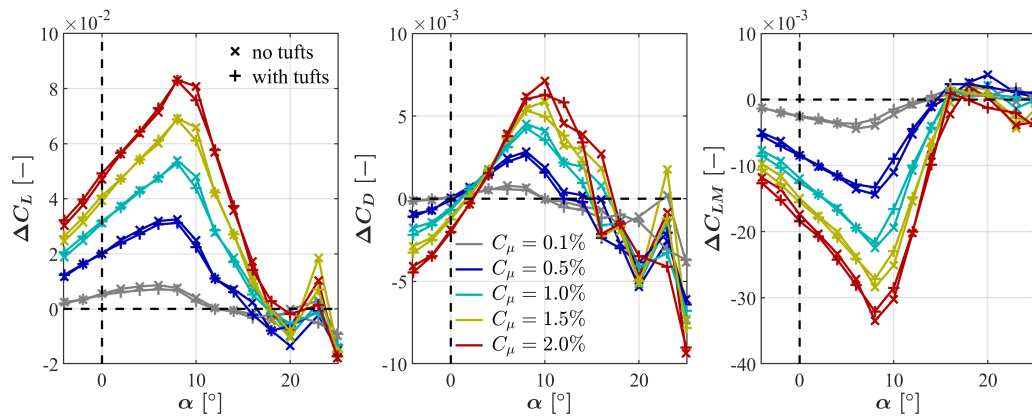 ×10⁻²
10
8
6
4
2
0
-2
ΔC_L [−]
× no tufts
+ with tufts
0 10 20
α [°]
×10⁻³
10
5
0
-5
-10
ΔC_D [−]
C_μ = 0.1%
C_μ = 0.5%
C_μ = 1.0%
C_μ = 1.5%
C_μ = 2.0%
0 10 20
α [°]
×10⁻³
10
0
-10
-20
-30
-40
ΔC_LM [−]
0 10 20
α [°]